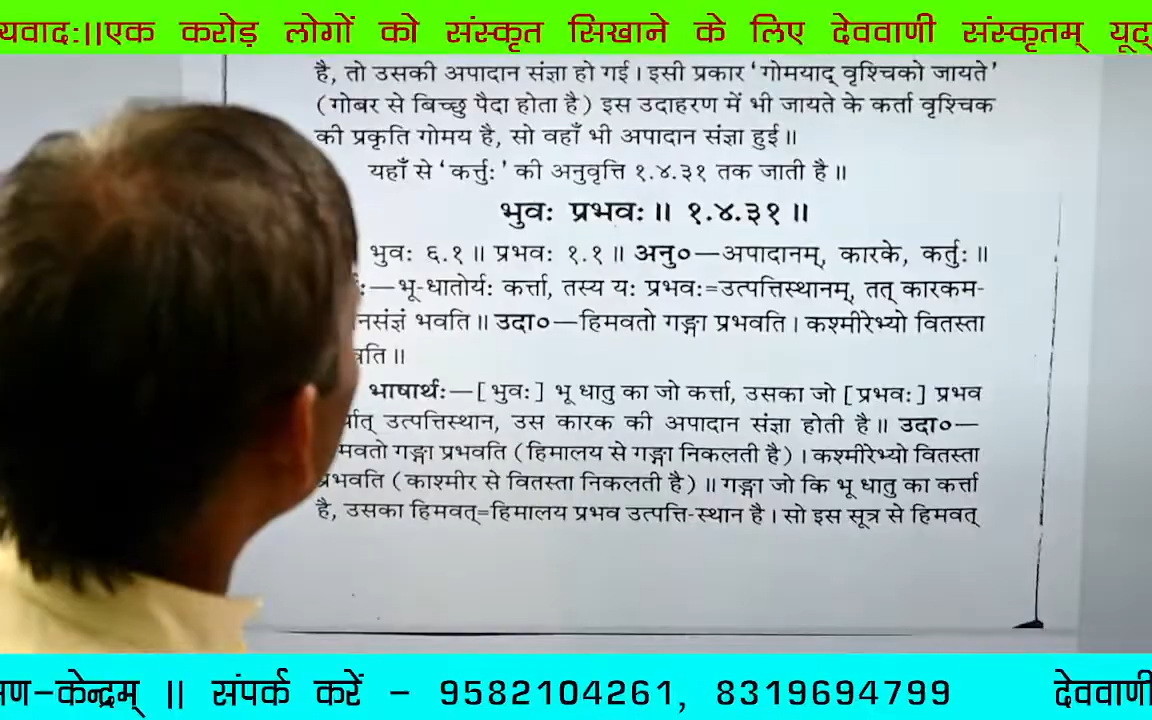 यवादः।।एक करोड़ लोगों को संस्कृत सिखाने के लिए देववाणी संस्कृतम् यूट्
है, तो उसकी अपादान संज्ञा हो गई। इसी प्रकार ‘गोमयाद् वृश्चिको जायते’
(गोबर से बिच्छु पैदा होता है) इस उदाहरण में भी जायते के कर्ता वृश्चिक
की प्रकृति गोमय है, सो वहाँ भी अपादान संज्ञा हुई॥
यहाँ से ‘कर्त्तुः’ की अनुवृत्ति १.४.३१ तक जाती है॥
भुवः प्रभवः॥ १.४.३१॥
भुवः ६.१॥ प्रभवः १.१॥ अनु०—अपादानम्, कारके, कर्तुः॥
—भू-धातोर्यः कर्त्ता, तस्य यः प्रभवः=उत्पत्तिस्थानम्, तत् कारकम-
नसंज्ञं भवति॥ उदा०—हिमवतो गङ्गा प्रभवति। कश्मीरेभ्यो वितस्ता
वति॥
भाषार्थः—[भुवः] भू धातु का जो कर्त्ता, उसका जो [प्रभवः] प्रभव
र्थात् उत्पत्तिस्थान, उस कारक की अपादान संज्ञा होती है॥ उदा०—
मवतो गङ्गा प्रभवति (हिमालय से गङ्गा निकलती है)। कश्मीरेभ्यो वितस्ता
प्रभवति (काश्मीर से वितस्ता निकलती है)॥ गङ्गा जो कि भू धातु का कर्त्ता
है, उसका हिमवत्=हिमालय प्रभव उत्पत्ति-स्थान है। सो इस सूत्र से हिमवत्
षण-केन्द्रम् || संपर्क करें - 9582104261, 8319694799 देववाणी